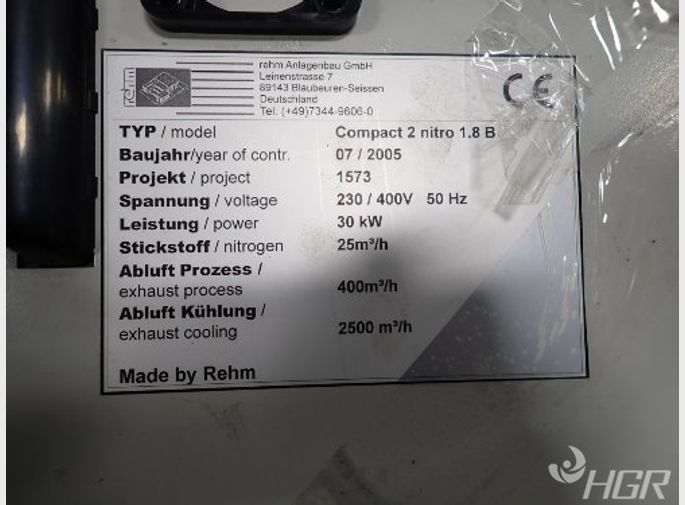 rehm
rehm Anlagenbau GmbH
Leinenstrasse 7
89143 Blaubeuren-Seissen
Deutschland
Tel. (+49)7344-9606-0
CE
TYP / model Compact 2 nitro 1.8 B
Baujahr/year of contr. 07 / 2005
Projekt / project 1573
Spannung / voltage 230 / 400V 50 Hz
Leistung / power 30 kW
Stickstoff / nitrogen 25m³/h
Abluft Prozess /
exhaust process 400m³/h
Abluft Kühlung /
exhaust cooling 2500 m³/h
Made by Rehm
HGR